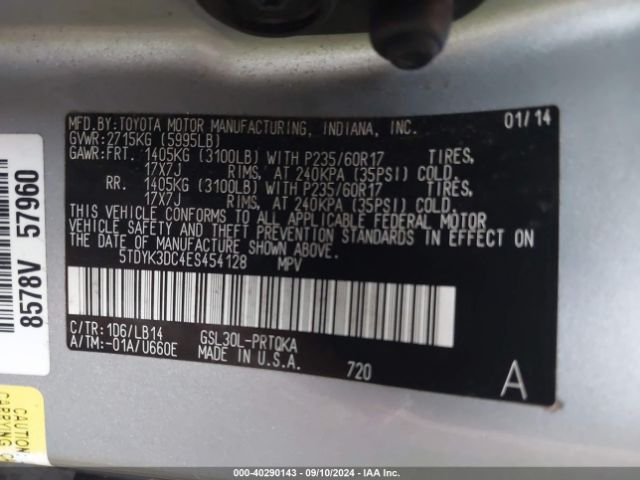 MFD.BY:TOYOTA MOTOR MANUFACTURING, INDIANA, INC. 01/14
GVWR:2715KG (5995LB)
GAWR:FRT. 1405KG (3100LB) WITH P235/60R17 TIRES,
17X7J RIMS, AT 240KPA (35PSI) COLD.
RR. 1405KG (3100LB) WITH P235/60R17 TIRES,
17X7J RIMS, AT 240KPA (35PSI) COLD.
THIS VEHICLE CONFORMS TO ALL APPLICABLE FEDERAL MOTOR
VEHICLE SAFETY AND THEFT PREVENTION STANDARDS IN EFFECT ON
THE DATE OF MANUFACTURE SHOWN ABOVE.
5TDYK3DC4ES454128 MPV
C/TR:1D6/LB14 GSL30L-PRTQKA
A/TM:-01A/U660E MADE IN U.S.A. 720
A
8578V 57960
CAUTION
CARRYING
000-40290143 - 09/10/2024 - IAA Inc.